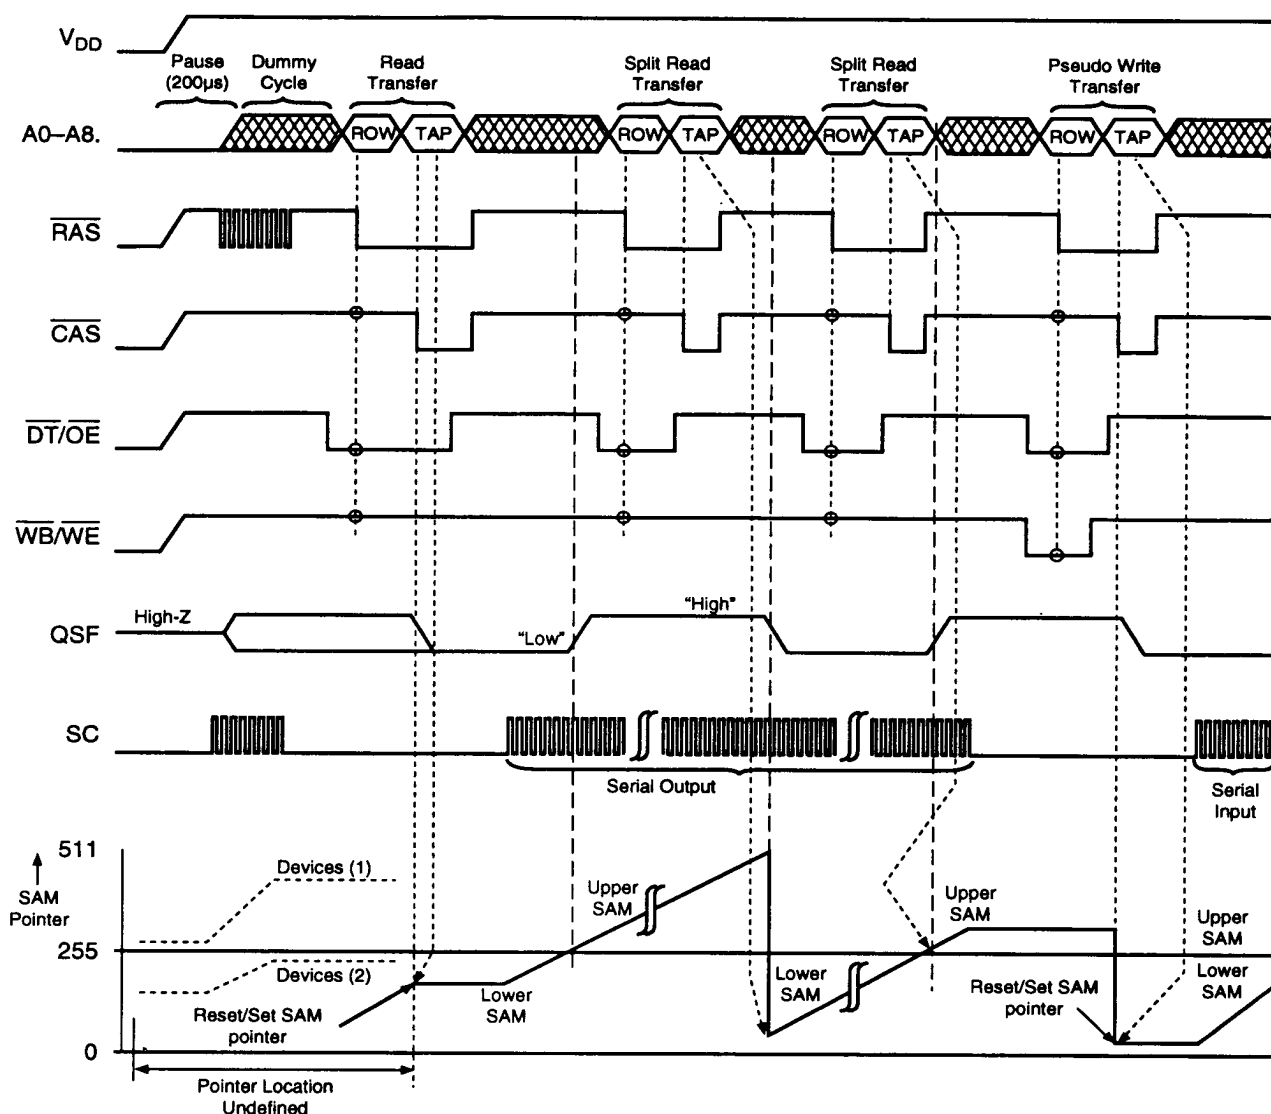 VDD
Pause
(200µs)
Dummy
Cycle
Read
Transfer
Split Read
Transfer
Split Read
Transfer
Pseudo Write
Transfer
A0–A8.
ROW
TAP
ROW
TAP
ROW
TAP
ROW
TAP
RAS
CAS
DT/OE
WB/WE
QSF
High-Z
"Low"
"High"
SC
Serial Output
Serial
Input
511
SAM
Pointer
255
0
Devices (1)
Devices (2)
Reset/Set SAM
pointer
Lower
SAM
Upper
SAM
Lower
SAM
Upper
SAM
Reset/Set SAM
pointer
Upper
SAM
Lower
SAM
Pointer Location
Undefined